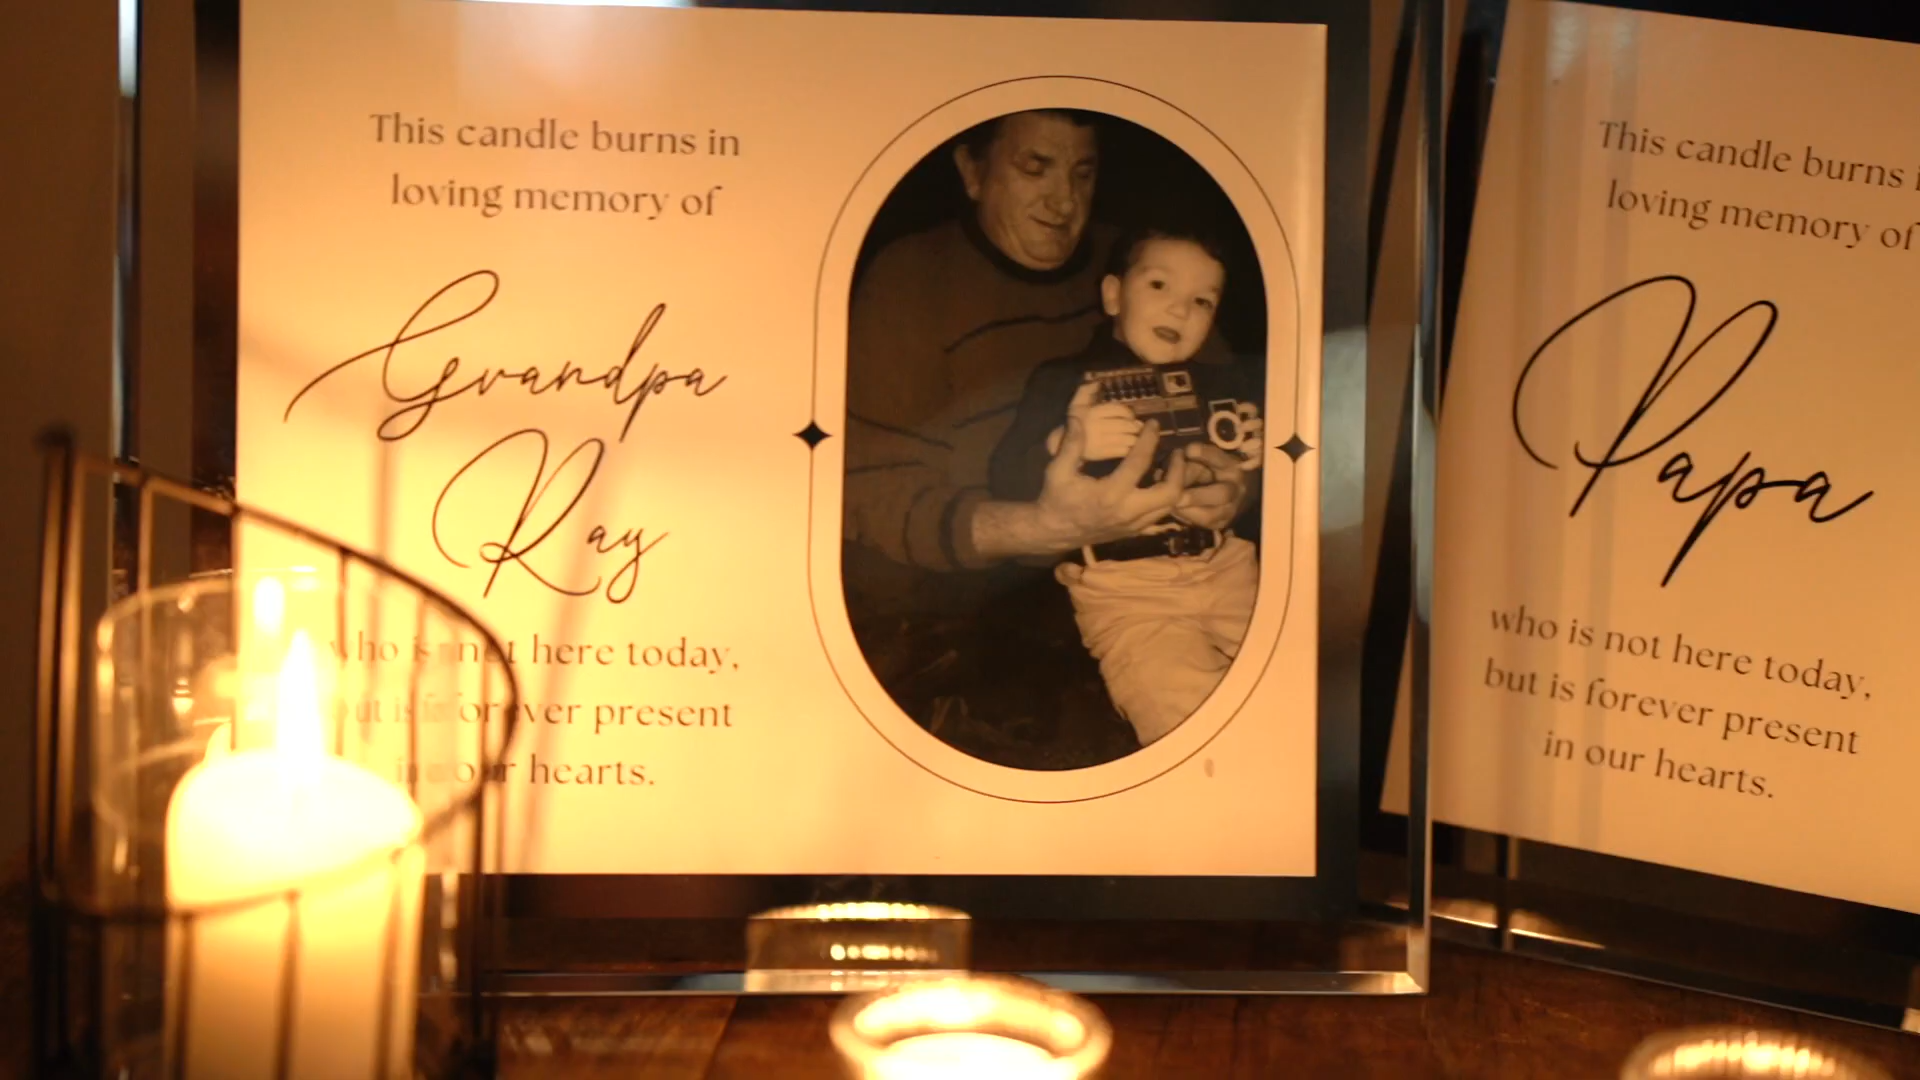 This candle burns in
loving memory of
Grandpa
Ray
who is not here today,
but is forever present
in our hearts.
This candle burns
loving memory of
Papa
who is not here today,
but is forever present
in our hearts.